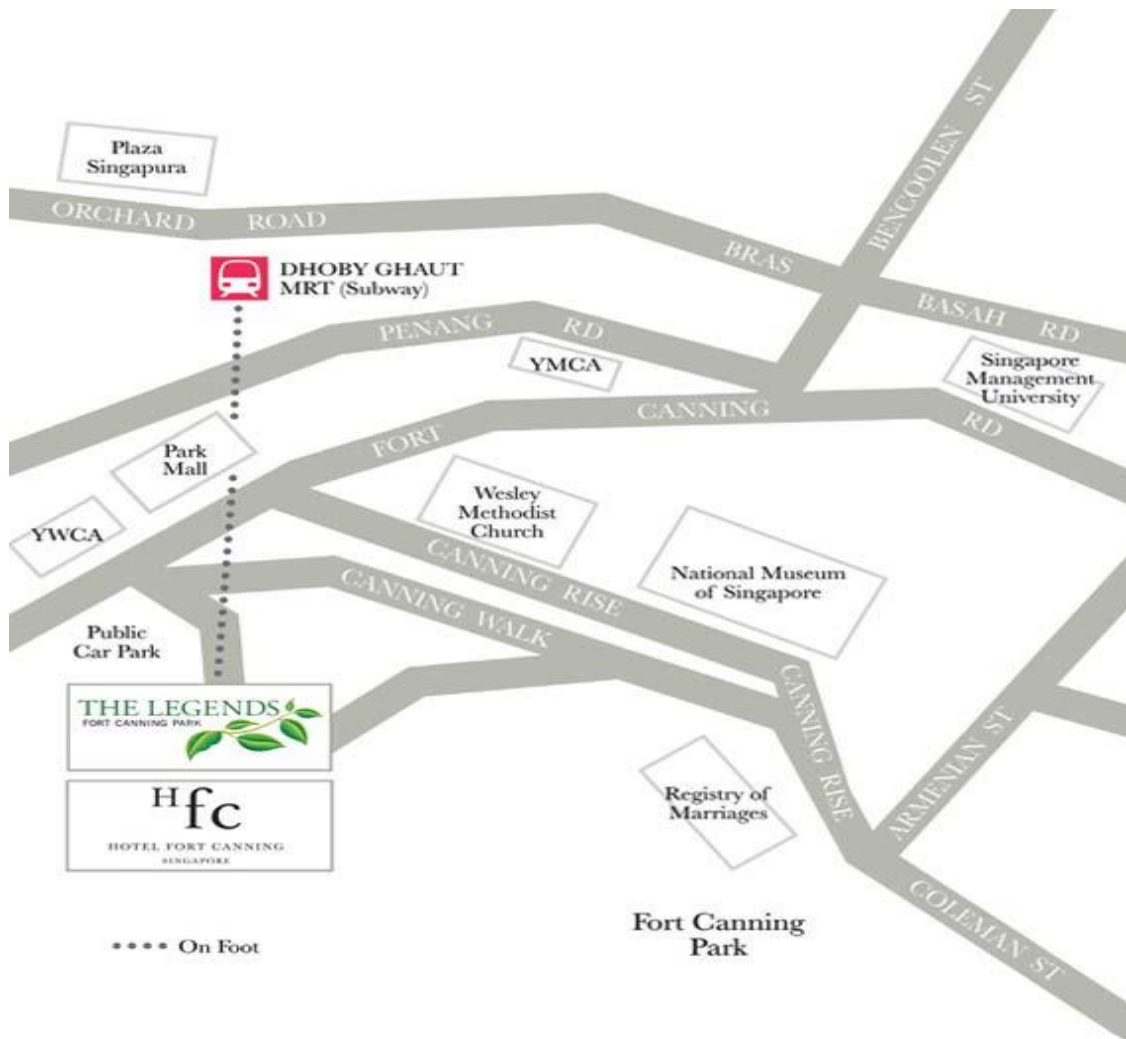 BENCOOLEN ST
Plaza
Singapura
ORCHARD ROAD
BRAS BASAH RD
DHOBY GHAUT
MRT (Subway)
PENANG RD
YMCA
Singapore
Management
University
FORT CANNING RD
Park
Mall
YWCA
Wesley
Methodist
Church
CANNING RISE
National Museum
of Singapore
CANNING WALK
Public
Car Park
THE LEGENDS
FORT CANNING PARK
CANNING RISE
ARMENIAN ST
Registry of
Marriages
Hfc
HOTEL FORT CANNING
SINGAPORE
COLEMAN ST
Fort Canning
Park
On Foot